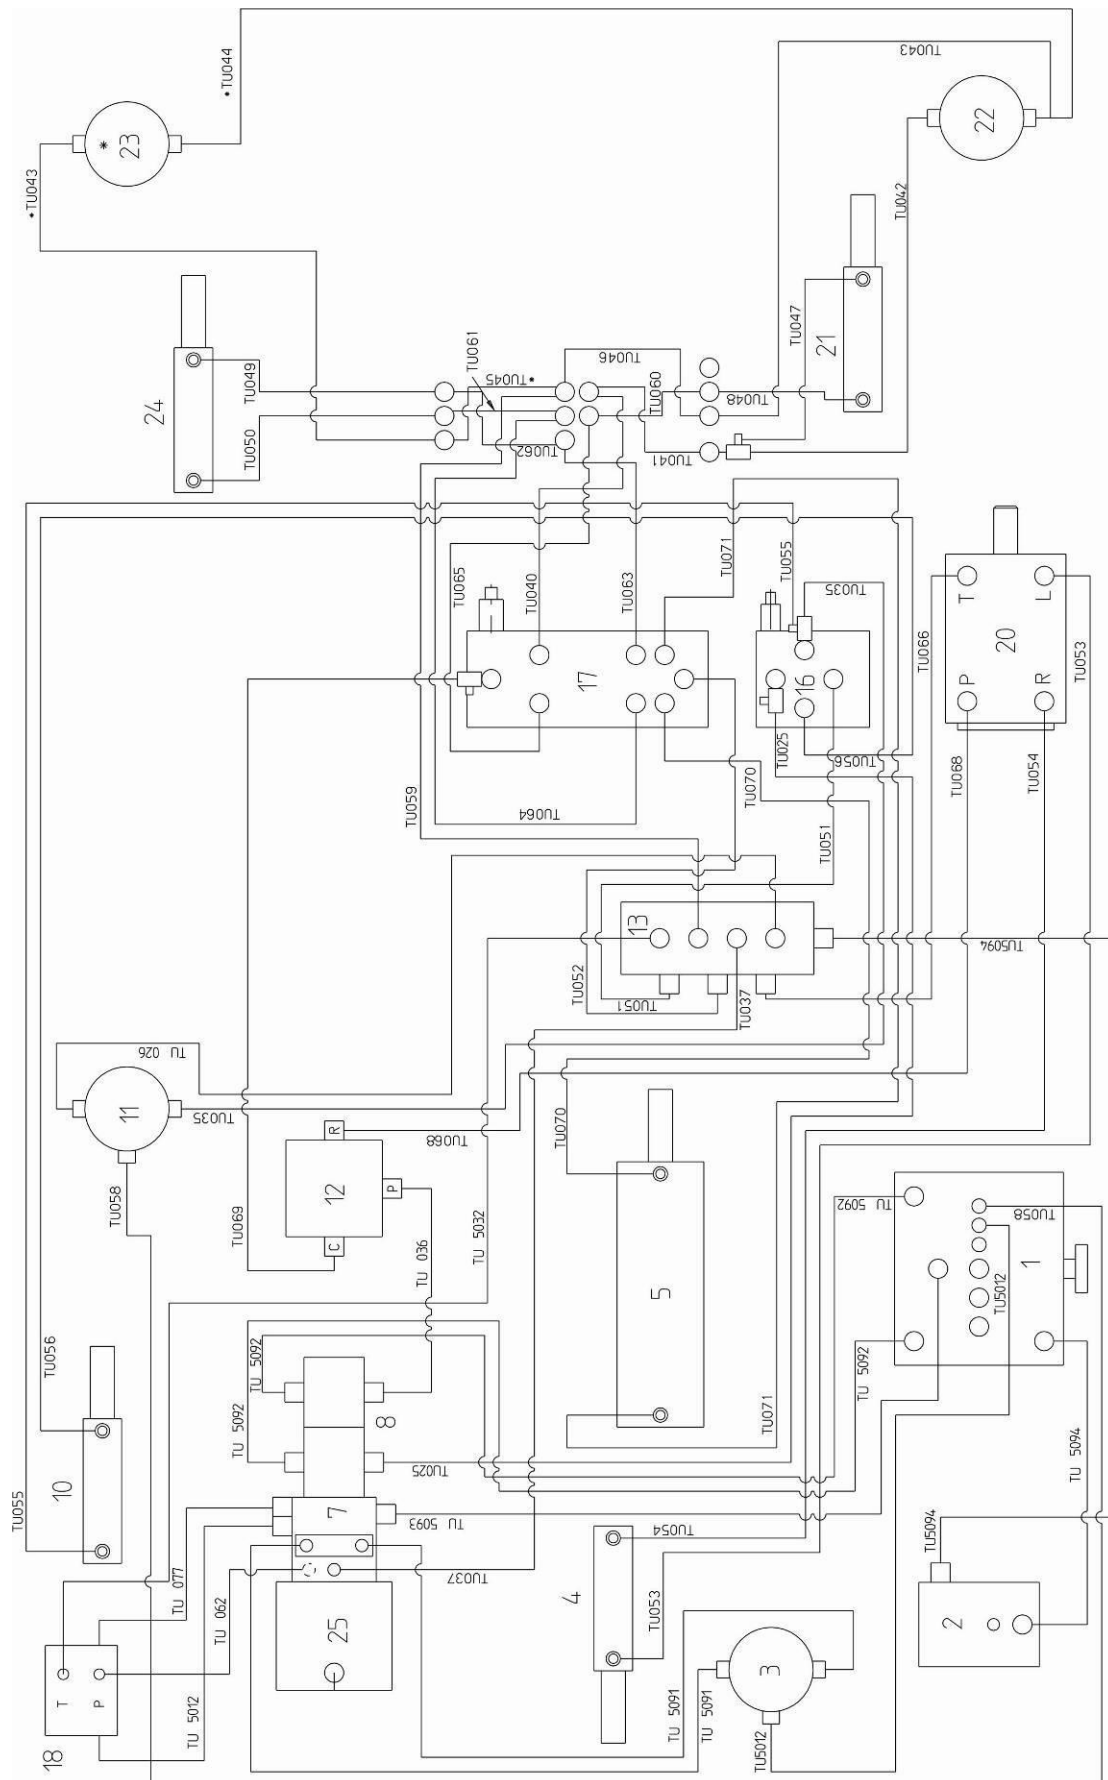 *TU044
TU043
*TU043
23
22
TU042
TU047
21
TU049
TU061
*TU045
TU046
TU060
TU048
24
TU050
TU062
TU041
TU065
TU040
TU063
TU071
TU055
TU035
T
L
20
P
R
TU066
TU053
17
16
TU025
TU056
TU068
TU054
TU059
TU064
TU070
TU051
13
TU5094
TU052
TU051
TU037
TU 026
11
TU035
TU070
TU058
R
TU068
12
P
C
TU069
TU 036
TU 5032
TU 5092
TU058
5
1
TU5012
TU056
TU 5092
TU 5092
TU 5092
8
TU071
TU025
TU 5094
TU055
10
7
TU 5093
TU054
TU5094
TU 077
TU 062
TU037
4
TU053
2
25
T
P
18
TU 5012
TU 5091
TU 5091
3
TU5012